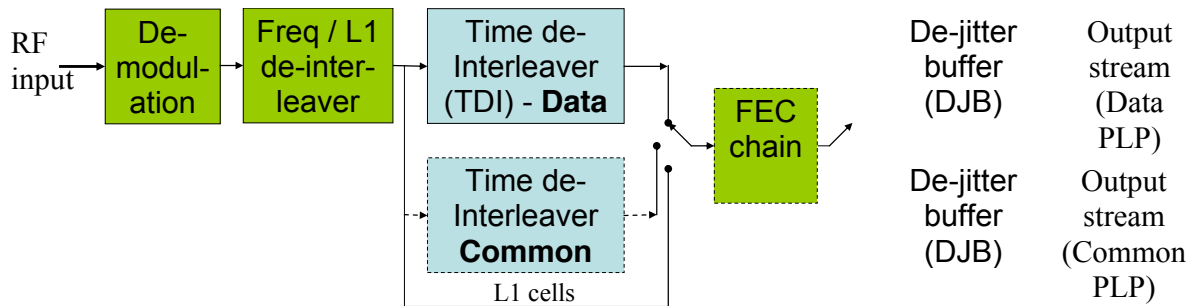 RF
input
De-
modul-
ation
Freq / L1
de-inter-
leaver
Time de-
Interleaver
(TDI) - Data
Time de-
Interleaver
Common
L1 cells
FEC
chain
De-jitter
buffer
(DJB)
Output
stream
(Data
PLP)
De-jitter
buffer
(DJB)
Output
stream
(Common
PLP)